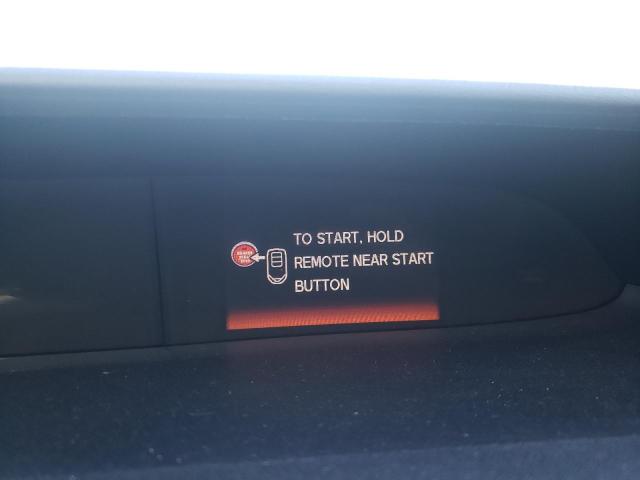 TO START, HOLD
REMOTE NEAR START
BUTTON